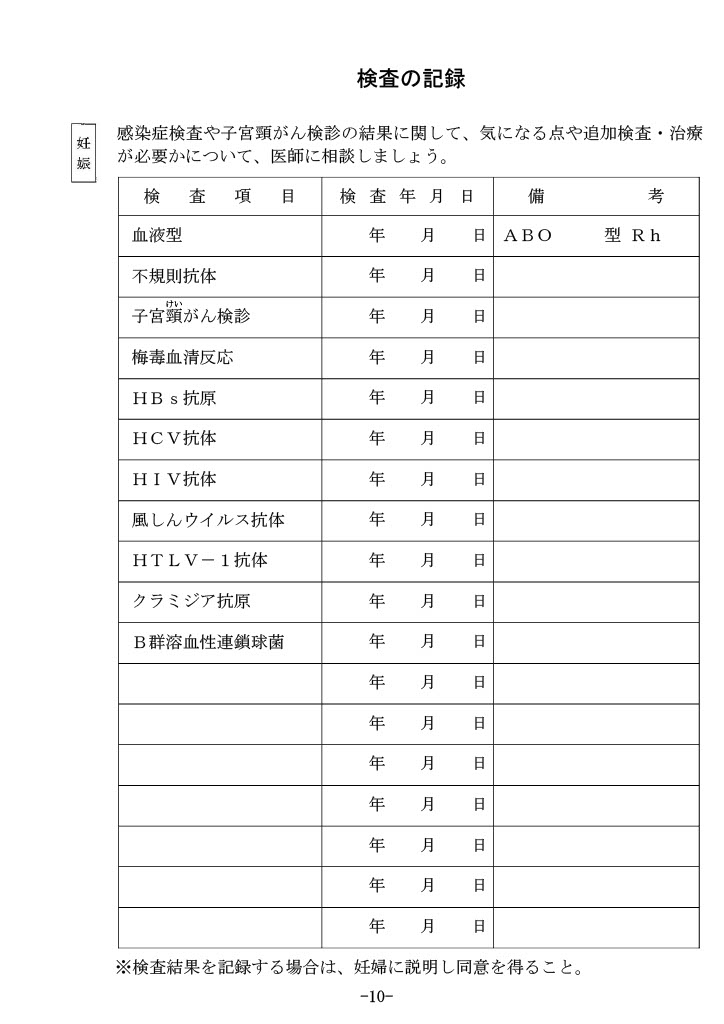 検査の記録
妊娠
感染症検査や子宮頸がん検診の結果に関して、気になる点や追加検査・治療
が必要かについて、医師に相談しましょう。
検査項目 検査年月日 備考
血液型 年 月 日 ＡＢＯ 型 Ｒｈ
不規則抗体 年 月 日
けい
子宮頸がん検診 年 月 日
梅毒血清反応 年 月 日
ＨＢｓ抗原 年 月 日
ＨＣＶ抗体 年 月 日
ＨＩＶ抗体 年 月 日
風しんウイルス抗体 年 月 日
ＨＴＬＶ－１抗体 年 月 日
クラミジア抗原 年 月 日
Ｂ群溶血性連鎖球菌 年 月 日
年 月 日
年 月 日
年 月 日
年 月 日
年 月 日
年 月 日
年 月 日
※検査結果を記録する場合は、妊婦に説明し同意を得ること。
-10-